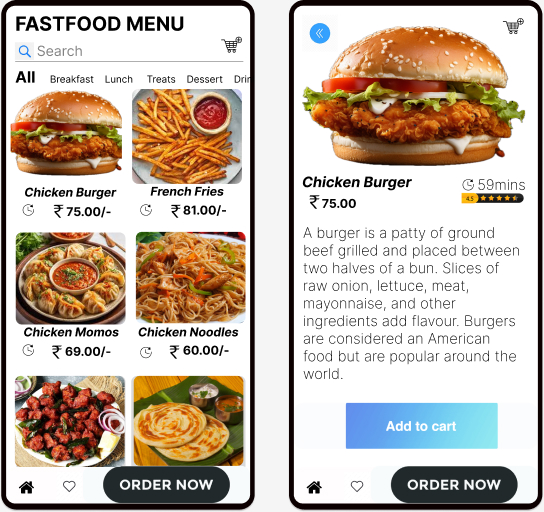 FASTFOOD MENU
Search
All Breakfast Lunch Treats Dessert Drin
Chicken Burger
₹ 75.00/-
French Fries
₹ 81.00/-
Chicken Momos
₹ 69.00/-
Chicken Noodles
₹ 60.00/-
ORDER NOW
Chicken Burger
59mins
₹ 75.00
4.5
A burger is a patty of ground
beef grilled and placed between
two halves of a bun. Slices of
raw onion, lettuce, meat,
mayonnaise, and other
ingredients add flavour. Burgers
are considered an American
food but are popular around the
world.
Add to cart
ORDER NOW